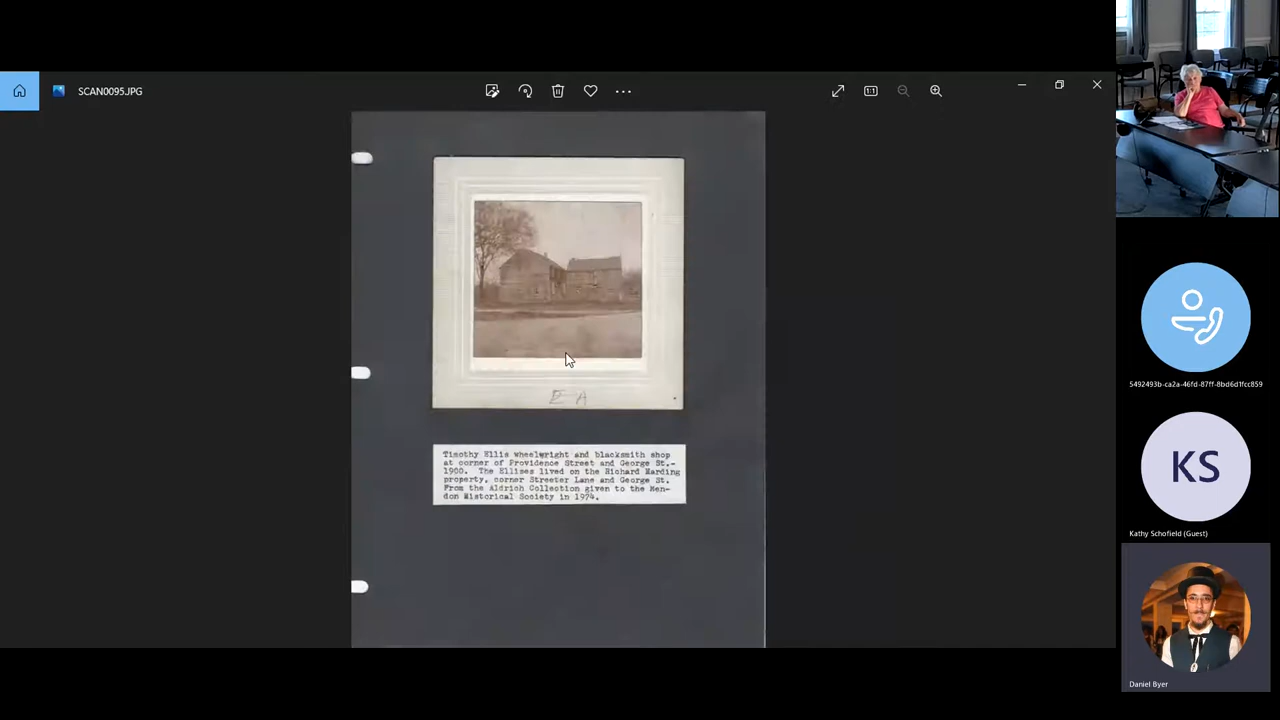 SCAN0095.JPG
E A
Timothy Ellis wheelwright and blacksmith shop
at corner of Providence Street and George St.-
1900. The Ellises lived on the Richard Harding
property, corner Streeter Lane and George St.
From the Aldrich Collection given to the Men-
don Historical Society in 1974.
5492493b-ca2a-46fd-87ff-8bd6d1fcc859
KS
Kathy Schofield (Guest)
Daniel Byer